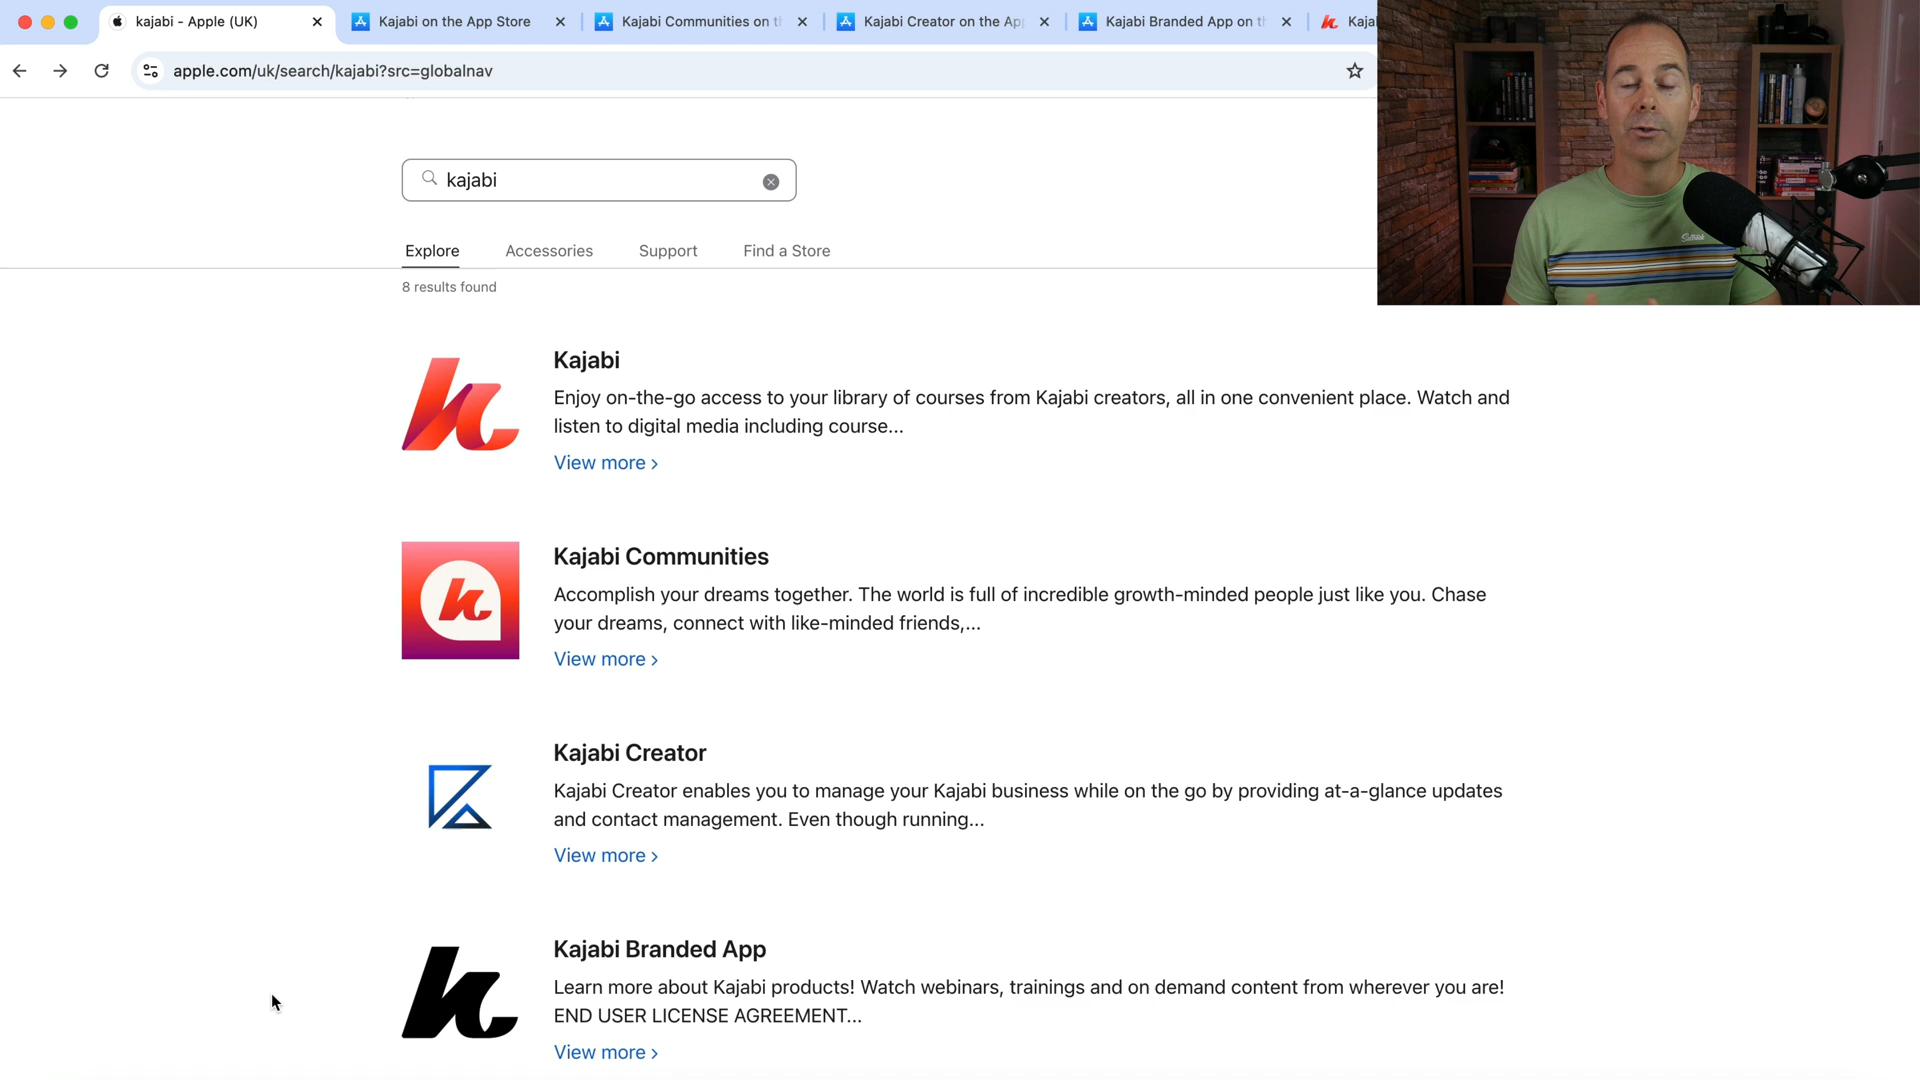 kajabi - Apple (UK)
Kajabi on the App Store
Kajabi Communities on t
Kajabi Creator on the Ap
Kajabi Branded App on t
Kajal
apple.com/uk/search/kajabi?src=globalnav
kajabi
Explore Accessories Support Find a Store
8 results found
Kajabi
Enjoy on-the-go access to your library of courses from Kajabi creators, all in one convenient place. Watch and
listen to digital media including course...
View more ›
Kajabi Communities
Accomplish your dreams together. The world is full of incredible growth-minded people just like you. Chase
your dreams, connect with like-minded friends,...
View more ›
Kajabi Creator
Kajabi Creator enables you to manage your Kajabi business while on the go by providing at-a-glance updates
and contact management. Even though running...
View more ›
Kajabi Branded App
Learn more about Kajabi products! Watch webinars, trainings and on demand content from wherever you are!
END USER LICENSE AGREEMENT...
View more ›